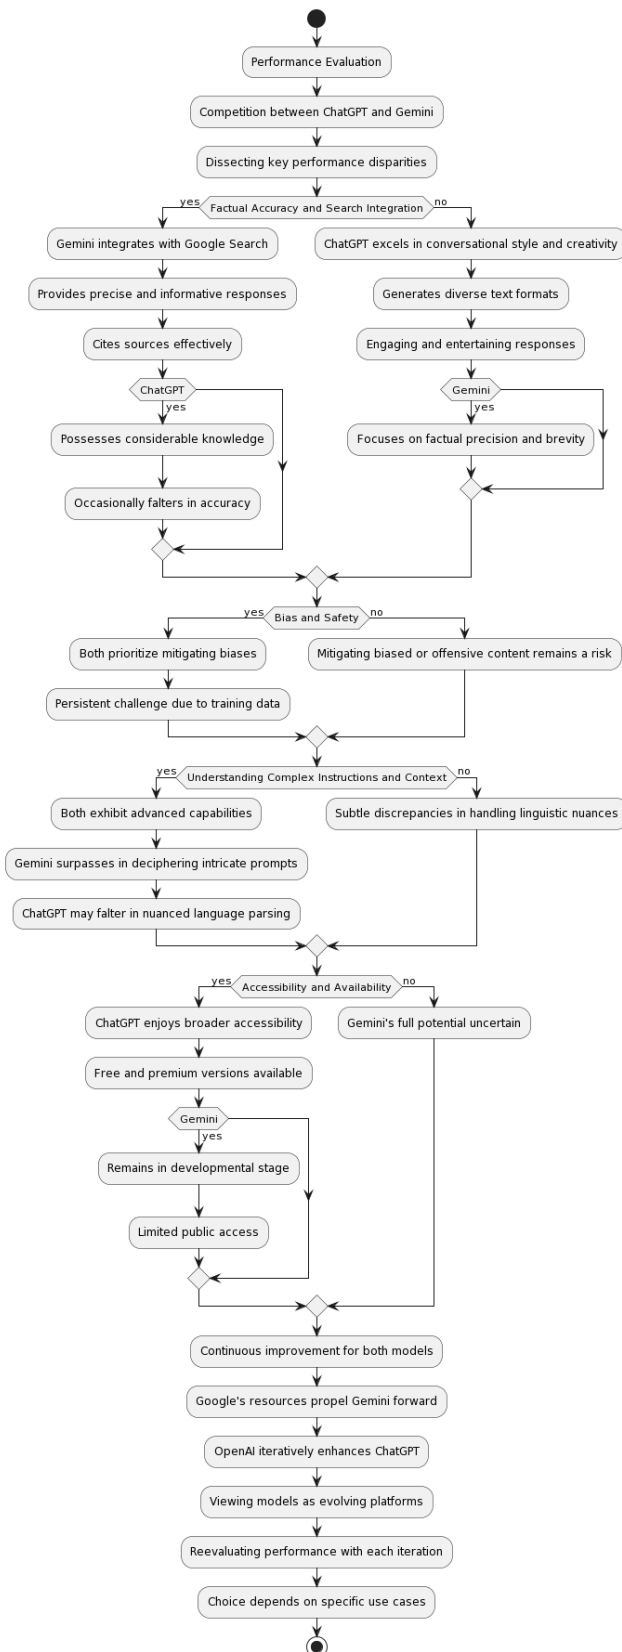 Performance Evaluation
Competition between ChatGPT and Gemini
Dissecting key performance disparities
yes
Factual Accuracy and Search Integration
no
Gemini integrates with Google Search
ChatGPT excels in conversational style and creativity
Provides precise and informative responses
Generates diverse text formats
Cites sources effectively
Engaging and entertaining responses
ChatGPT
Gemini
yes
yes
Possesses considerable knowledge
Focuses on factual precision and brevity
Occasionally falters in accuracy
yes
Bias and Safety
no
Both prioritize mitigating biases
Mitigating biased or offensive content remains a risk
Persistent challenge due to training data
yes
Understanding Complex Instructions and Context
no
Both exhibit advanced capabilities
Subtle discrepancies in handling linguistic nuances
Gemini surpasses in deciphering intricate prompts
ChatGPT may falter in nuanced language parsing
yes
Accessibility and Availability
no
ChatGPT enjoys broader accessibility
Gemini's full potential uncertain
Free and premium versions available
Gemini
yes
Remains in developmental stage
Limited public access
Continuous improvement for both models
Google's resources propel Gemini forward
OpenAI iteratively enhances ChatGPT
Viewing models as evolving platforms
Reevaluating performance with each iteration
Choice depends on specific use cases